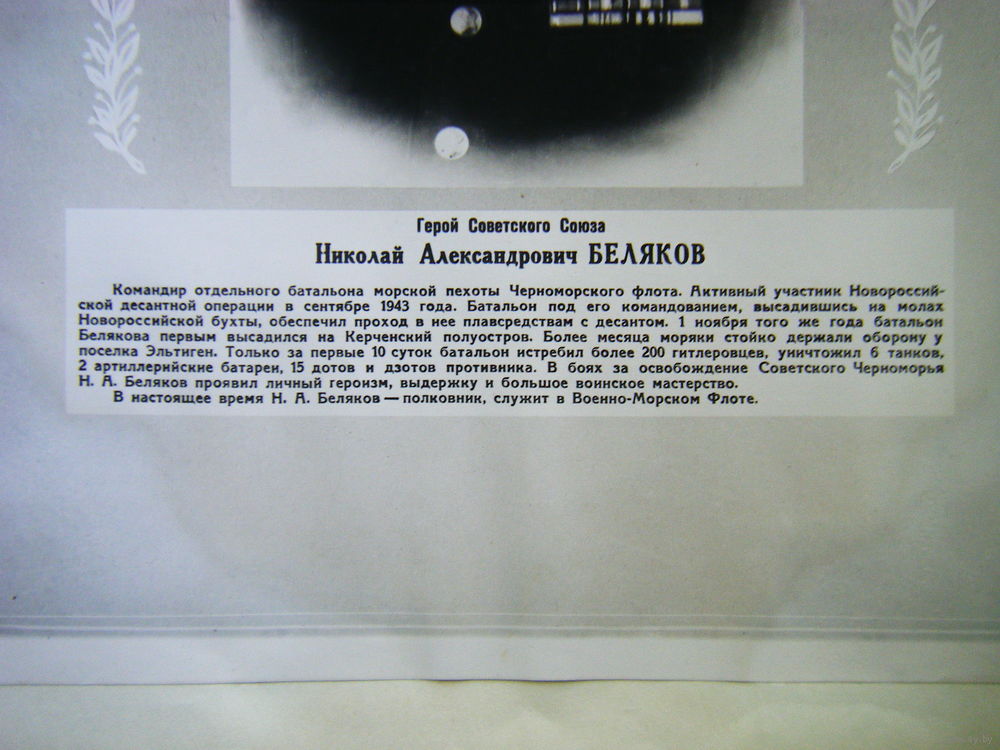 Герой Советского Союза
Николай Александрович БЕЛЯКОВ
Командир отдельного батальона морской пехоты Черноморского флота. Активный участник Новороссий-
ской десантной операции в сентябре 1943 года. Батальон под его командованием, высадившись на молах
Новороссийской бухты, обеспечил проход в нее плавсредствам с десантом. 1 ноября того же года батальон
Белякова первым высадился на Керченский полуостров. Более месяца моряки стойко держали оборону у
поселка Эльтиген. Только за первые 10 суток батальон истребил более 200 гитлеровцев, уничтожил 6 танков,
2 артиллерийские батареи, 15 дотов и дзотов противника. В боях за освобождение Советского Черноморья
Н. А. Беляков проявил личный героизм, выдержку и большое воинское мастерство.
В настоящее время Н. А. Беляков — полковник, служит в Военно-Морском Флоте.